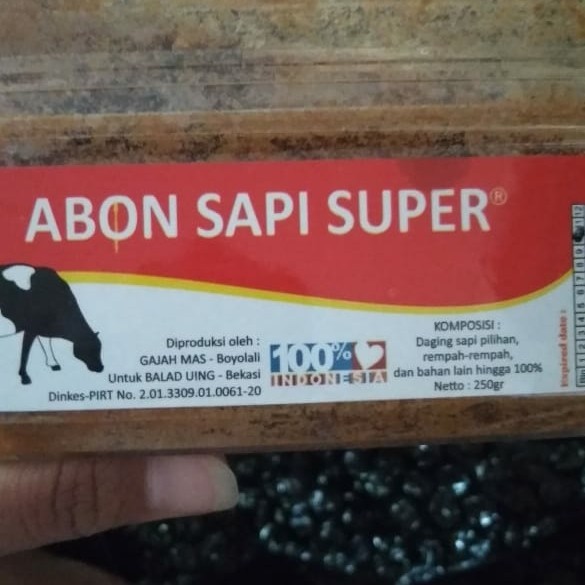 ABON SAPI SUPER®
Diproduksi oleh :
GAJAH MAS - Boyolali
Untuk BALAD UING - Bekasi
Dinkes-PIRT No. 2.01.3309.01.0061-20
100%
INDONESIA
KOMPOSISI :
Daging sapi pilihan,
rempah-rempah,
dan bahan lain hingga 100%
Netto : 250gr
Expired date :